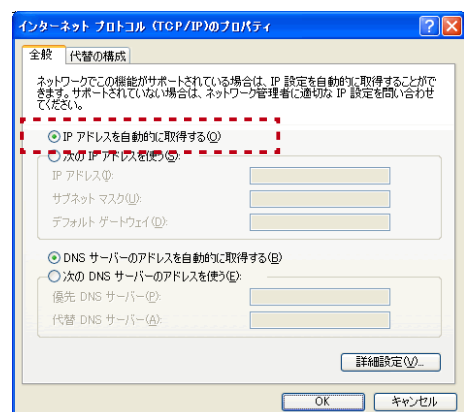 インターネット プロトコル (TCP/IP)のプロパティ
全般 代替の構成
ネットワークでこの機能がサポートされている場合は、IP 設定を自動的に取得することがで
きます。サポートされていない場合は、ネットワーク管理者に適切な IP 設定を問い合わせ
てください。
IP アドレスを自動的に取得する(O)
次の IP アドレスを使う(S):
IP アドレス(I):
サブネット マスク(U):
デフォルト ゲートウェイ(D):
DNS サーバーのアドレスを自動的に取得する(B)
次の DNS サーバーのアドレスを使う(E):
優先 DNS サーバー(P):
代替 DNS サーバー(A):
詳細設定(V)...
OK キャンセル